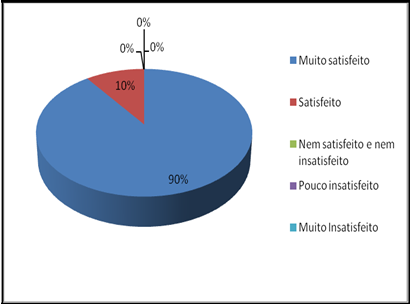 0%
0%
0%
10%
90%
Muito satisfeito
Satisfeito
Nem satisfeito e nem
insatisfeito
Pouco insatisfeito
Muito Insatisfeito